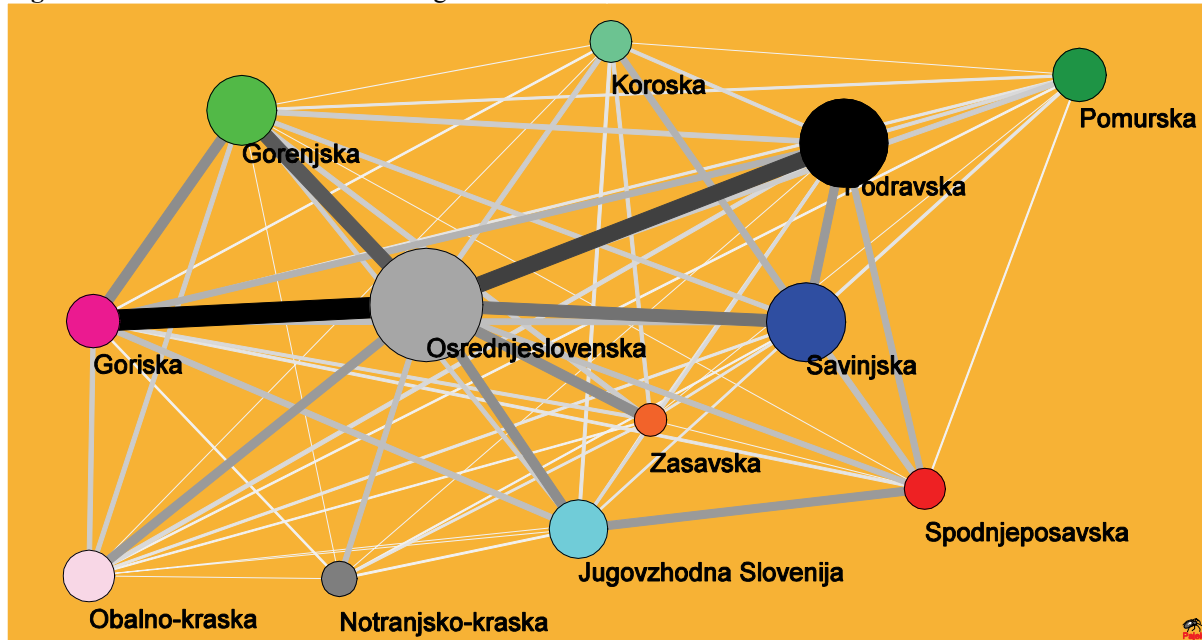 Koroska
Pomurska
Gorenjska
Podravska
Osrednjeslovenska
Goriska
Savinjska
Zasavska
Spodnjeposavska
Jugovzhodna Slovenija
Obalno-kraska
Notranjsko-kraska